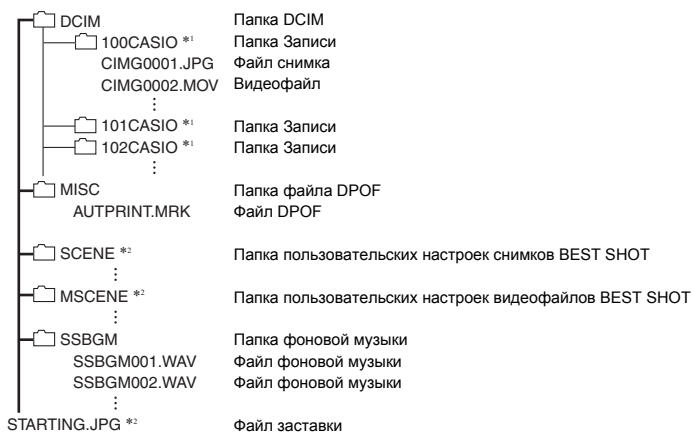 DCIM Папка DCIM
100CASIO *1 Папка Записи
CIMG0001.JPG Файл снимка
CIMG0002.MOV Видеофайл
101CASIO *1 Папка Записи
102CASIO *1 Папка Записи
MISC Папка файла DPOF
AUTPRINT.MRK Файл DPOF
SCENE *2 Папка пользовательских настроек снимков BEST SHOT
MSCENE *2 Папка пользовательских настроек видеофайлов BEST SHOT
SSBGM Папка фоновой музыки
SSBGM001.WAV Файл фоновой музыки
SSBGM002.WAV Файл фоновой музыки
STARTING.JPG *2 Файл заставки